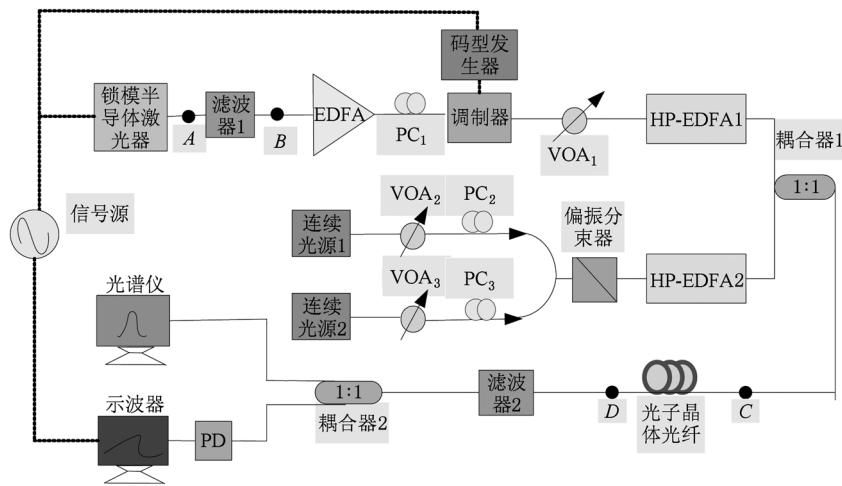 码型发
生器
锁模半
导体激
光器
A
滤波
器1
B
EDFA
PC1
调制器
VOA1
HP-EDFA1
耦合器1
1:1
信号源
连续
光源1
VOA2
PC2
偏振分
束器
HP-EDFA2
连续
光源2
VOA3
PC3
光谱仪
示波器
PD
1:1
耦合器2
滤波
器2
D
光子晶
体光纤
C